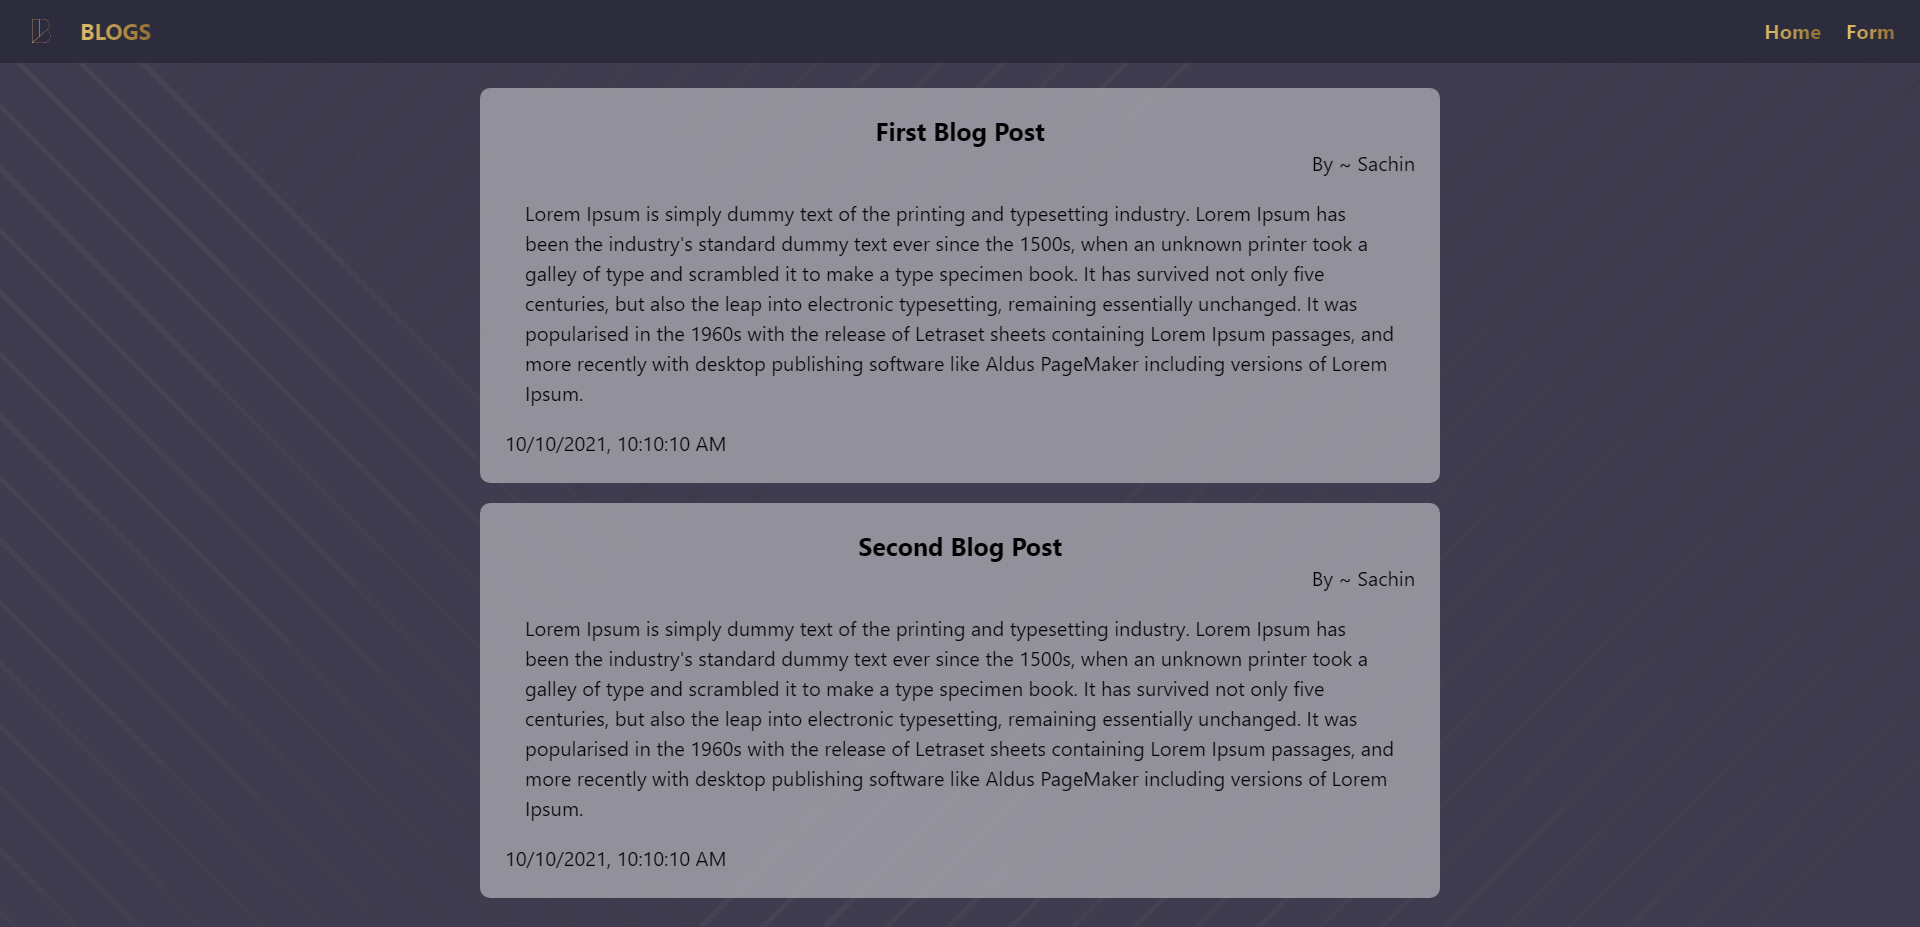 B BLOGS Home Form
First Blog Post
By ~ Sachin
Lorem Ipsum is simply dummy text of the printing and typesetting industry. Lorem Ipsum has
been the industry's standard dummy text ever since the 1500s, when an unknown printer took a
galley of type and scrambled it to make a type specimen book. It has survived not only five
centuries, but also the leap into electronic typesetting, remaining essentially unchanged. It was
popularised in the 1960s with the release of Letraset sheets containing Lorem Ipsum passages, and
more recently with desktop publishing software like Aldus PageMaker including versions of Lorem
Ipsum.
10/10/2021, 10:10:10 AM
Second Blog Post
By ~ Sachin
Lorem Ipsum is simply dummy text of the printing and typesetting industry. Lorem Ipsum has
been the industry's standard dummy text ever since the 1500s, when an unknown printer took a
galley of type and scrambled it to make a type specimen book. It has survived not only five
centuries, but also the leap into electronic typesetting, remaining essentially unchanged. It was
popularised in the 1960s with the release of Letraset sheets containing Lorem Ipsum passages, and
more recently with desktop publishing software like Aldus PageMaker including versions of Lorem
Ipsum.
10/10/2021, 10:10:10 AM